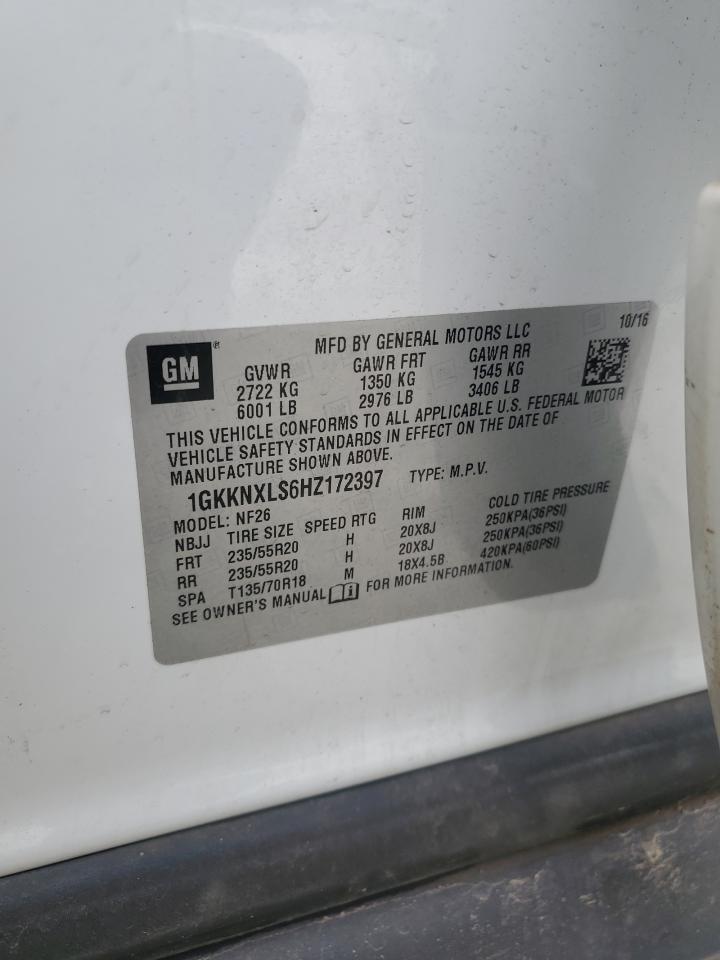 GM ® MFD BY GENERAL MOTORS LLC 10/16
GVWR GAWR FRT GAWR RR
2722 KG 1350 KG 1545 KG
6001 LB 2976 LB 3406 LB
THIS VEHICLE CONFORMS TO ALL APPLICABLE U.S. FEDERAL MOTOR
VEHICLE SAFETY STANDARDS IN EFFECT ON THE DATE OF
MANUFACTURE SHOWN ABOVE.
1GKKNXLS6HZ172397 TYPE: M.P.V.
MODEL: NF26
NBJJ TIRE SIZE SPEED RTG RIM COLD TIRE PRESSURE
FRT 235/55R20 H 20X8J 250KPA(36PSI)
RR 235/55R20 H 20X8J 250KPA(36PSI)
SPA T135/70R18 M 18X4.5B 420KPA(60PSI)
SEE OWNER'S MANUAL FOR MORE INFORMATION.